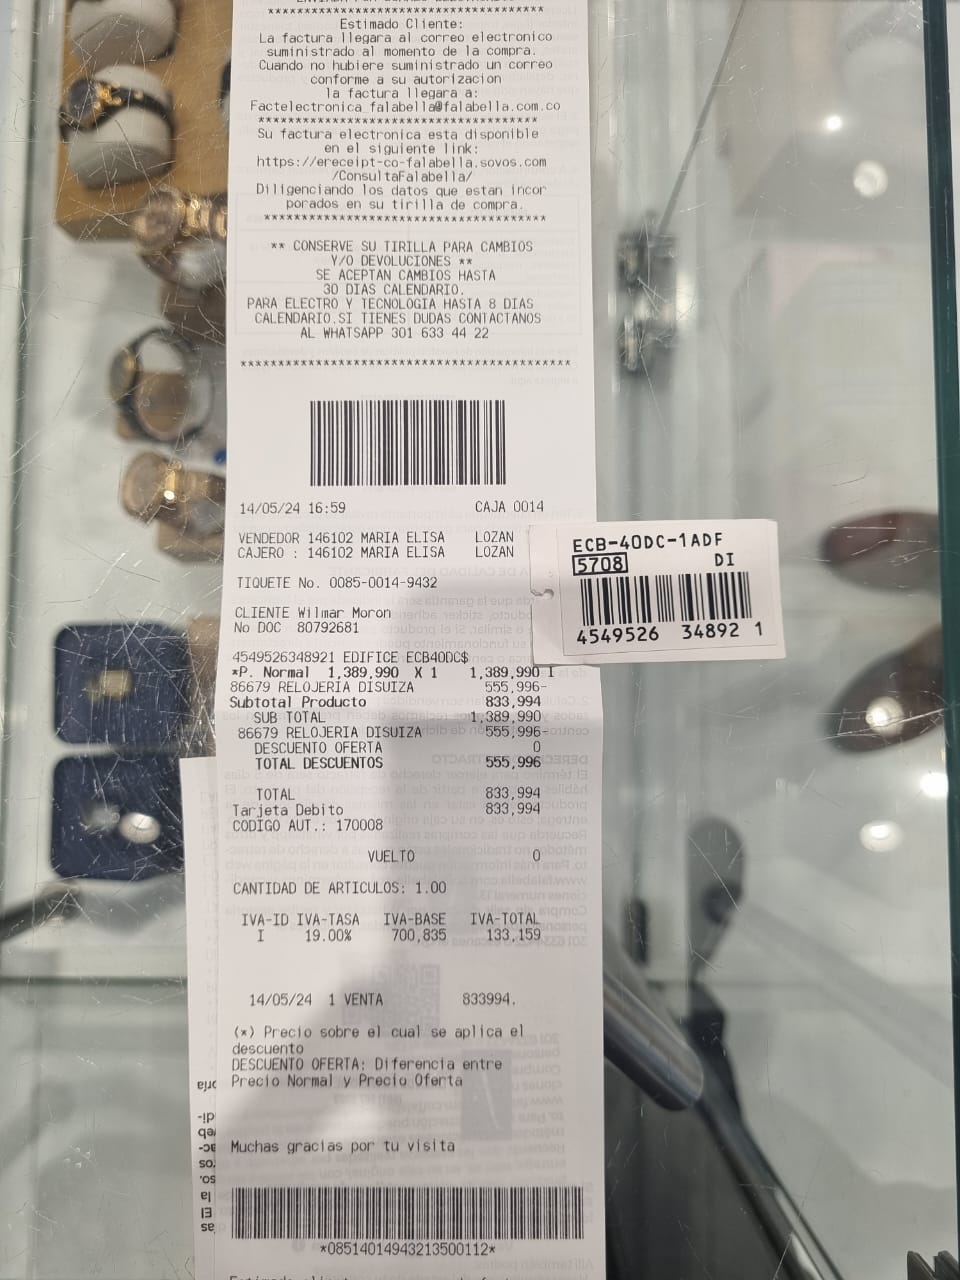 ***************************************
Estimado Cliente:
La factura llegara al correo electronico
suministrado al momento de la compra.
Cuando no hubiere suministrado un correo
conforme a su autorizacion
la factura llegara a:
Factelectronica_falabella@falabella.com.co
***************************************
Su factura electronica esta disponible
en el siguiente link:
https://ereceipt-co-falabella.sovos.com
/ConsultaFalabella/
Diligenciando los datos que estan incor
porados en su tirilla de compra.
***************************************
** CONSERVE SU TIRILLA PARA CAMBIOS
Y/O DEVOLUCIONES **
SE ACEPTAN CAMBIOS HASTA
30 DIAS CALENDARIO.
PARA ELECTRO Y TECNOLOGIA HASTA 8 DIAS
CALENDARIO.SI TIENES DUDAS CONTACTANOS
AL WHATSAPP 301 633 44 22
******************************************
14/05/24 16:59 CAJA 0014
VENDEDOR 146102 MARIA ELISA LOZAN
CAJERO : 146102 MARIA ELISA LOZAN
TIQUETE No. 0085-0014-9432
CLIENTE Wilmar Moron
No DOC 80792681
4549526348921 EDIFICE ECB40DC$
*P. Normal 1,389,990 X 1 1,389,990 I
86679 RELOJERIA DISUIZA 555,996-
Subtotal Producto 833,994
SUB TOTAL 1,389,990
86679 RELOJERIA DISUIZA 555,996-
DESCUENTO OFERTA 0
TOTAL DESCUENTOS 555,996
TOTAL 833,994
Tarjeta Debito 833,994
CODIGO AUT.: 170008
VUELTO 0
CANTIDAD DE ARTICULOS: 1.00
IVA-ID IVA-TASA IVA-BASE IVA-TOTAL
I 19.00% 700,835 133,159
14/05/24 1 VENTA 833994.
(*) Precio sobre el cual se aplica el
descuento
DESCUENTO OFERTA: Diferencia entre
Precio Normal y Precio Oferta
Muchas gracias por tu visita
*08514014943213500112*
ECB-40DC-1ADF
5708 DI
4549526 34892 1